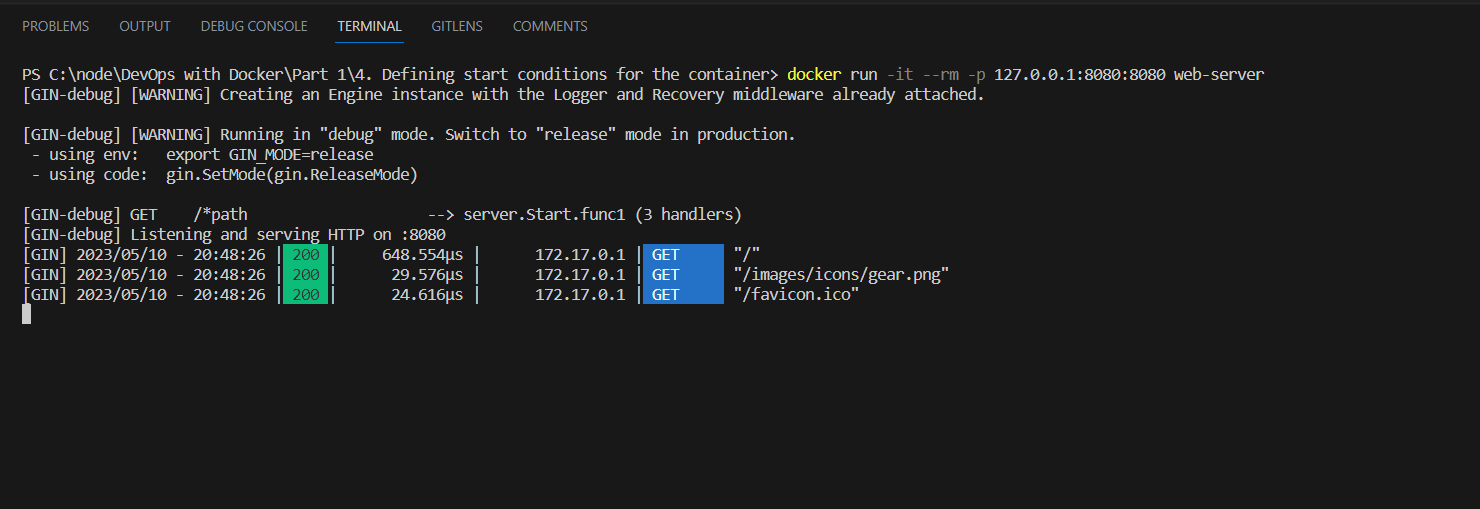 PROBLEMS OUTPUT DEBUG CONSOLE TERMINAL GITLENS COMMENTS
PS C:\node\DevOps with Docker\Part 1\4. Defining start conditions for the container> docker run -it --rm -p 127.0.0.1:8080:8080 web-server
[GIN-debug] [WARNING] Creating an Engine instance with the Logger and Recovery middleware already attached.
[GIN-debug] [WARNING] Running in "debug" mode. Switch to "release" mode in production.
- using env:   export GIN_MODE=release
- using code:  gin.SetMode(gin.ReleaseMode)
[GIN-debug] GET    /*path                    --> server.Start.func1 (3 handlers)
[GIN-debug] Listening and serving HTTP on :8080
[GIN] 2023/05/10 - 20:48:26 | 200 |     648.554µs |      172.17.0.1 | GET      "/"
[GIN] 2023/05/10 - 20:48:26 | 200 |      29.576µs |      172.17.0.1 | GET      "/images/icons/gear.png"
[GIN] 2023/05/10 - 20:48:26 | 200 |      24.616µs |      172.17.0.1 | GET      "/favicon.ico"